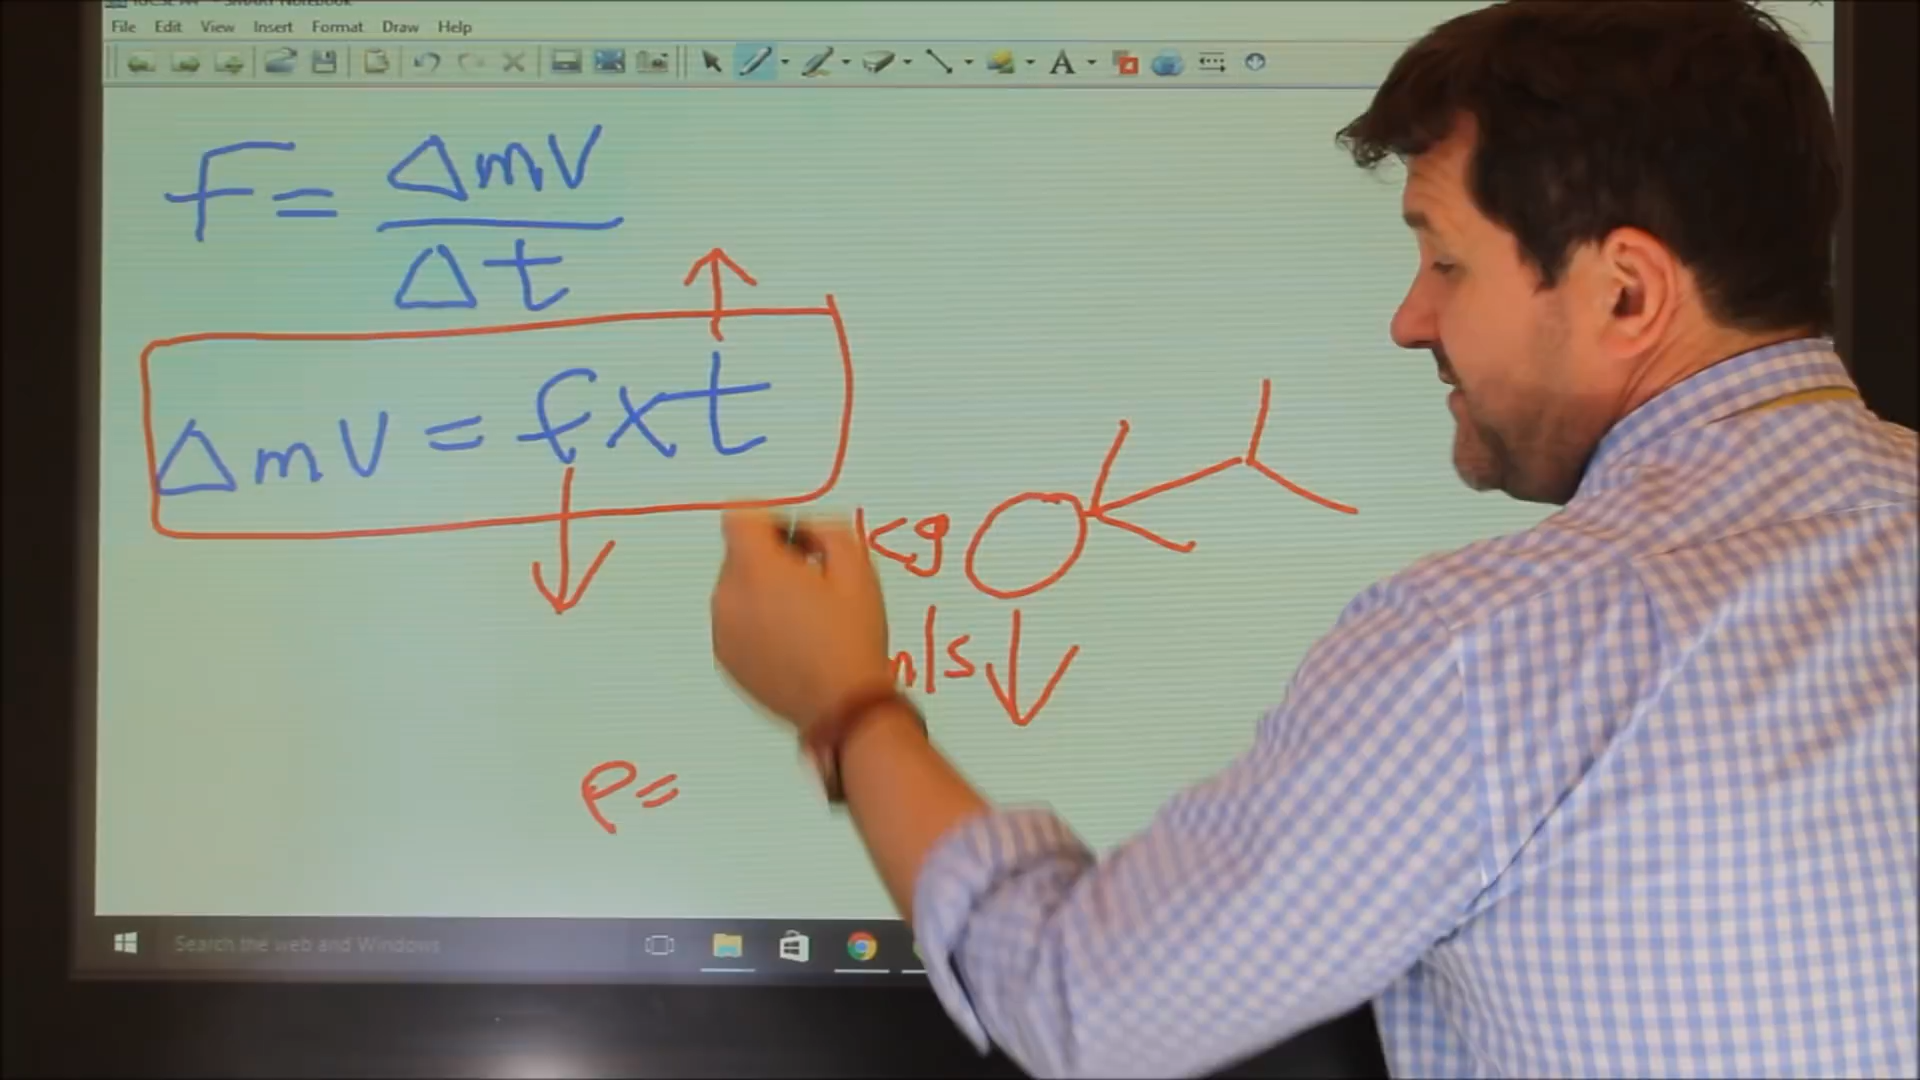 File Edit View Insert Format Draw Help
A
F = ΔmV
Δt
ΔmV = f x t
kg
m/s
ρ =
Search the web and Windows